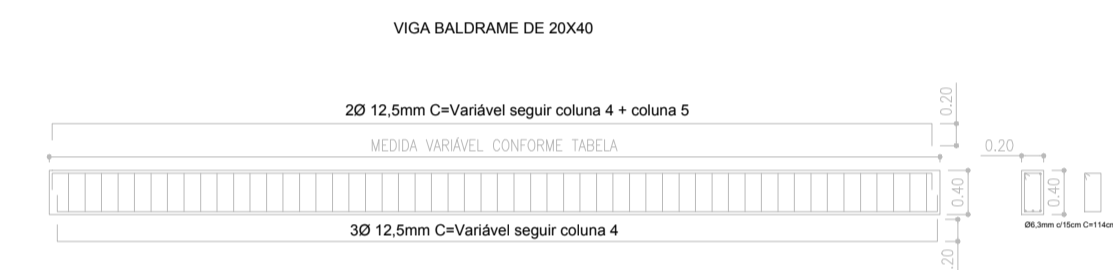 VIGA BALDRAME DE 20X40
2Ø 12,5mm C=Variável seguir coluna 4 + coluna 5
0.20
MEDIDA VARIÁVEL CONFORME TABELA
0.20
0.40
0.40
Ø6,3mm c/15cm C=114cm
3Ø 12,5mm C=Variável seguir coluna 4
.20